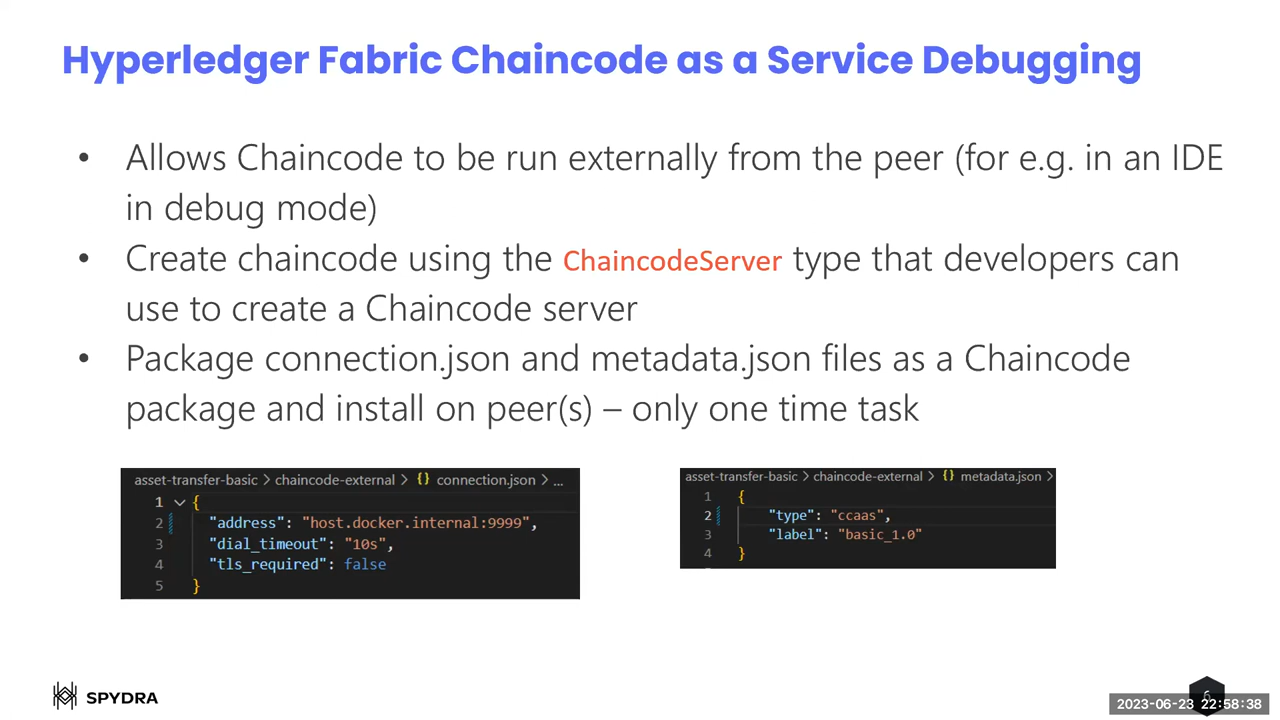 Hyperledger Fabric Chaincode as a Service Debugging
• Allows Chaincode to be run externally from the peer (for e.g. in an IDE
in debug mode)
• Create chaincode using the ChaincodeServer type that developers can
use to create a Chaincode server
• Package connection.json and metadata.json files as a Chaincode
package and install on peer(s) – only one time task
asset-transfer-basic > chaincode-external > {} connection.json > ...
1 {
2 "address": "host.docker.internal:9999",
3 "dial_timeout": "10s",
4 "tls_required": false
5 }
asset-transfer-basic > chaincode-external > {} metadata.json >
1 {
2 "type": "ccaas",
3 "label": "basic_1.0"
4 }
SPYDRA
6
2023-06-23 22:58:38